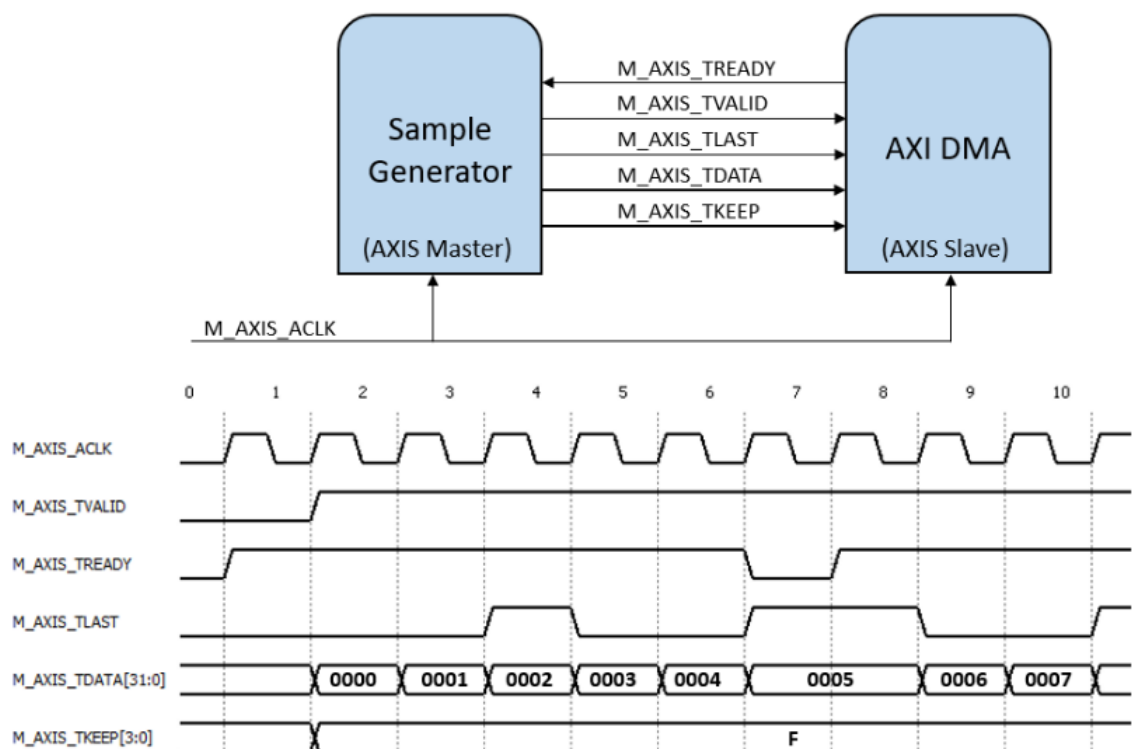 M_AXIS_TREADY
M_AXIS_TVALID
Sample
Generator
M_AXIS_TLAST
AXI DMA
M_AXIS_TDATA
M_AXIS_TKEEP
(AXIS Master)
(AXIS Slave)
M_AXIS_ACLK
0 1 2 3 4 5 6 7 8 9 10
M_AXIS_ACLK
M_AXIS_TVALID
M_AXIS_TREADY
M_AXIS_TLAST
M_AXIS_TDATA[31:0] 0000 0001 0002 0003 0004 0005 0006 0007
M_AXIS_TKEEP[3:0] F